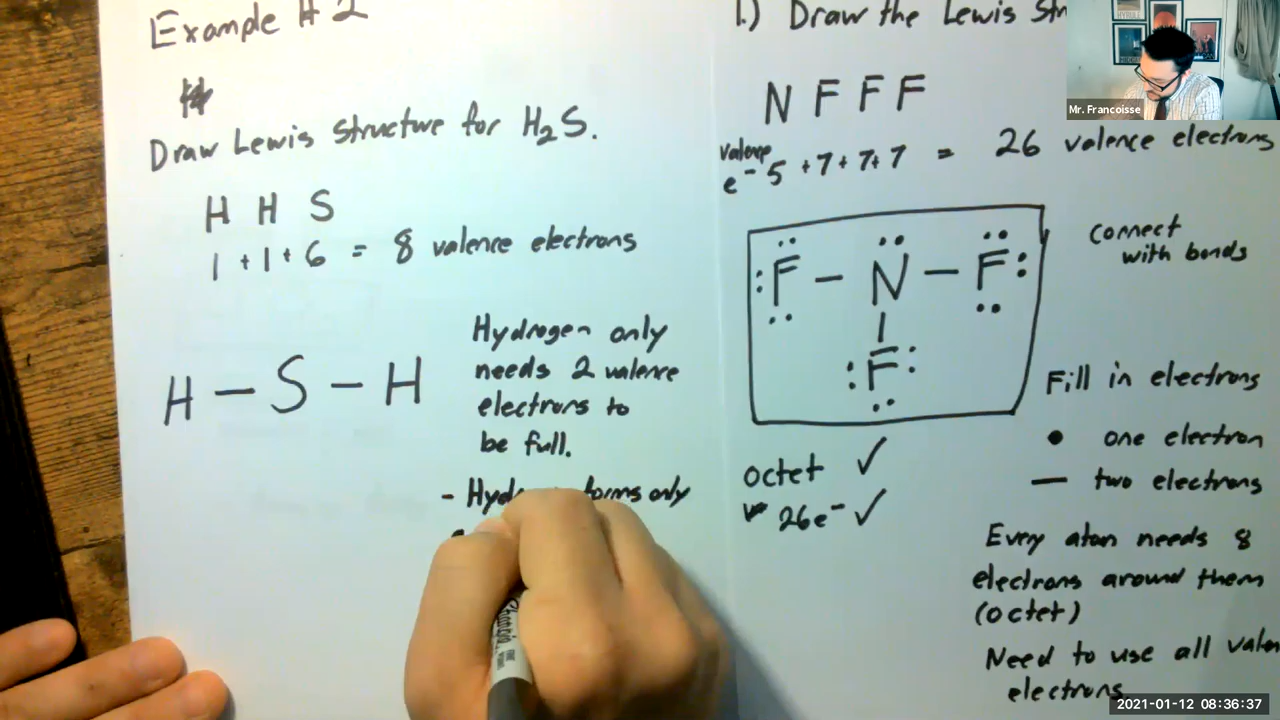 Example # 2
Draw Lewis Structure for H2S.
H H S
1 + 1 + 6 = 8 valence electrons
H — S — H
Hydrogen only
needs 2 valence
electrons to
be full.
- forms only
1.) Draw the Lewis
N F F F
valence
e- 5 + 7 + 7 + 7 = 26 valence electrons
F — N — F
F
connect
with bonds
octet ✓
26e- ✓
Fill in electrons
• one electron
— two electrons
Every atom needs 8
electrons around them
(octet)
Need to use all
electrons
Mr. Francoisse
2021-01-12 08:36:37